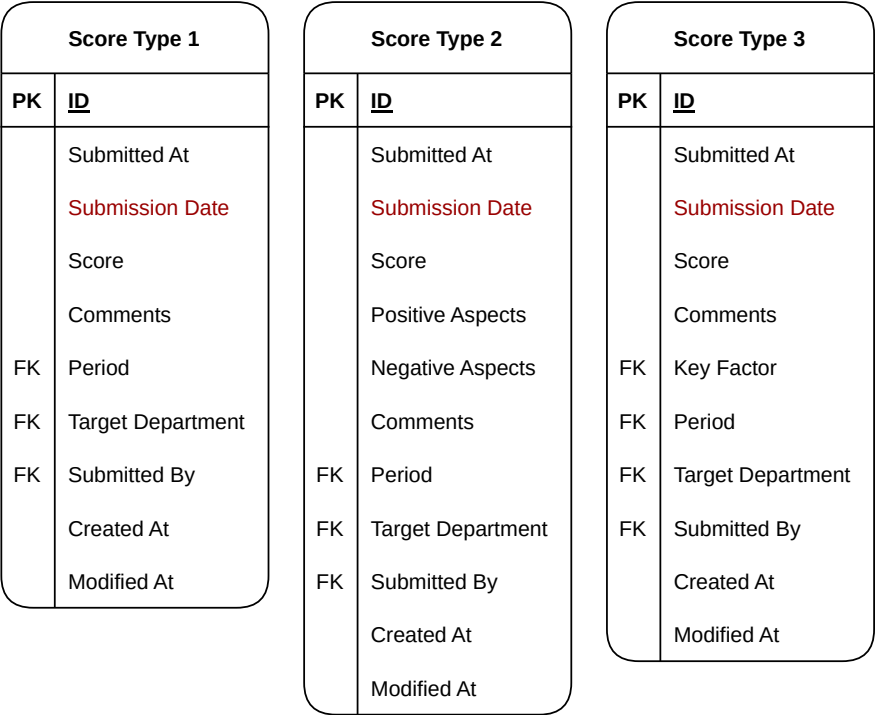 Score Type 1
PK ID
Submitted At
Submission Date
Score
Comments
FK Period
FK Target Department
FK Submitted By
Created At
Modified At
Score Type 2
PK ID
Submitted At
Submission Date
Score
Positive Aspects
Negative Aspects
Comments
FK Period
FK Target Department
FK Submitted By
Created At
Modified At
Score Type 3
PK ID
Submitted At
Submission Date
Score
Comments
FK Key Factor
FK Period
FK Target Department
FK Submitted By
Created At
Modified At